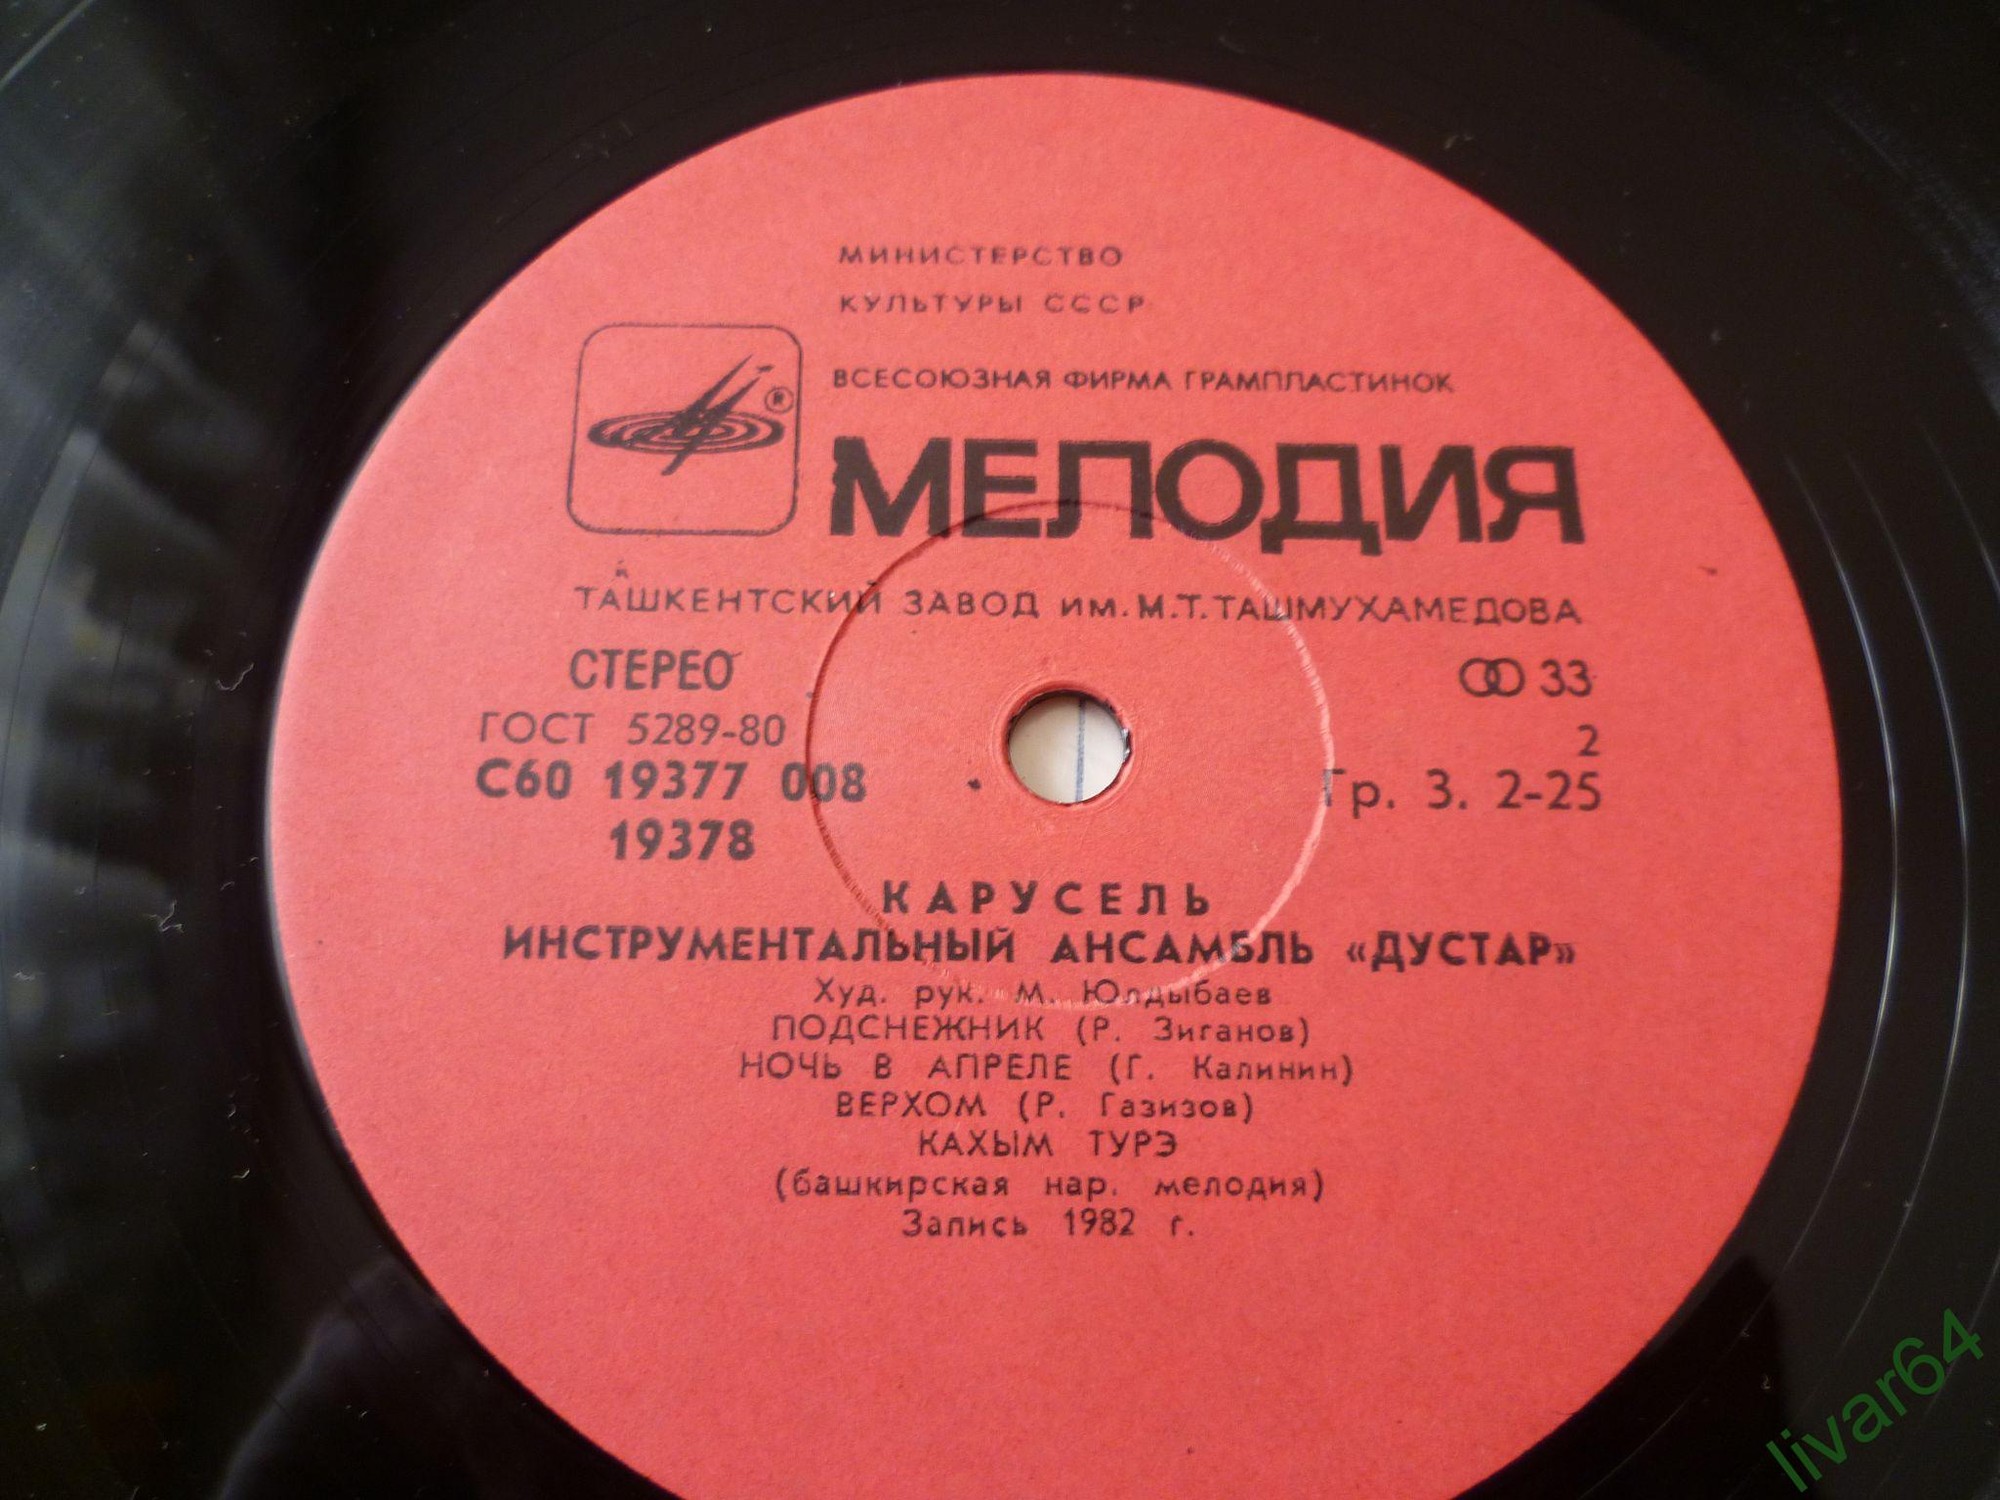 МИНИСТЕРСТВО
КУЛЬТУРЫ СССР
ВСЕСОЮЗНАЯ ФИРМА ГРАМПЛАСТИНОК
®
МЕЛОДИЯ
ТАШКЕНТСКИЙ ЗАВОД ИМ. М.Т. ТАШМУХАМЕДОВА
СТЕРЕО 33
ГОСТ 5289-80 2
С60 19377 008 Гр. 3. 2-25
19378
КАРУСЕЛЬ
ИНСТРУМЕНТАЛЬНЫЙ АНСАМБЛЬ «ДУСТАР»
Худ. рук. М. Юлдыбаев
ПОДСНЕЖНИК (Р. Зиганов)
НОЧЬ В АПРЕЛЕ (Г. Калинин)
ВЕРХОМ (Р. Газизов)
КАХЫМ ТУРЭ
(башкирская нар. мелодия)
Запись 1982 г.
livar64